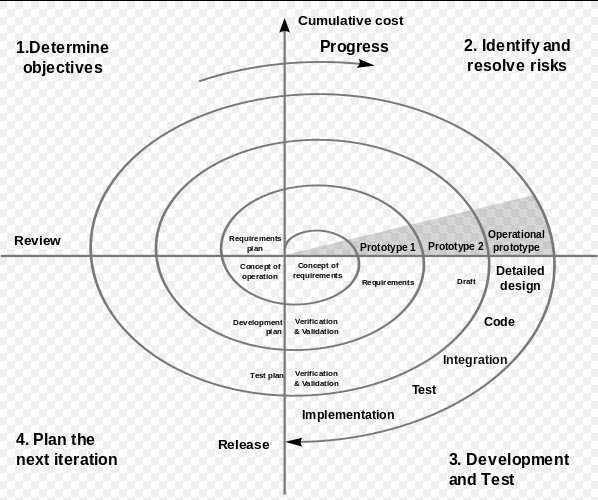 Cumulative cost
Progress
1.Determine
objectives
2. Identify and
resolve risks
Review
Requirements
plan
Prototype 1
Prototype 2
Operational
prototype
Concept of
operation
Concept of
requirements
Requirements
Draft
Detailed
design
Development
plan
Verification
& Validation
Code
Test plan
Verification
& Validation
Integration
Test
Implementation
Release
4. Plan the
next iteration
3. Development
and Test